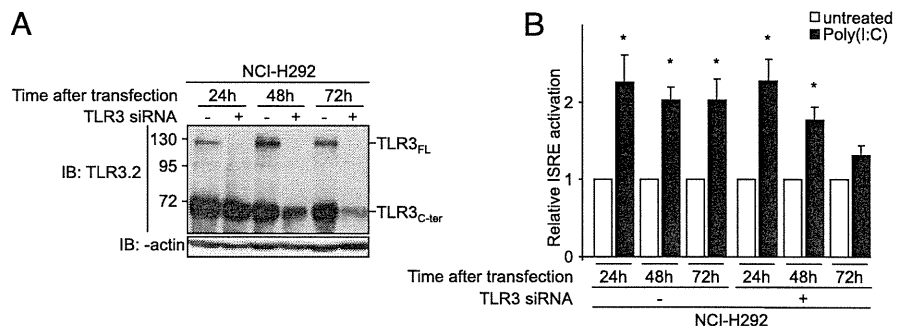 A
NCI-H292
Time after transfection 24h 48h 72h
TLR3 siRNA - + - + - +
IB: TLR3.2
130
95
72
TLR3FL
TLR3C-ter
IB: -actin
B
untreated
Poly(I:C)
Relative ISRE activation
2
1
0
* * * * *
Time after transfection 24h 48h 72h 24h 48h 72h
TLR3 siRNA - +
NCI-H292